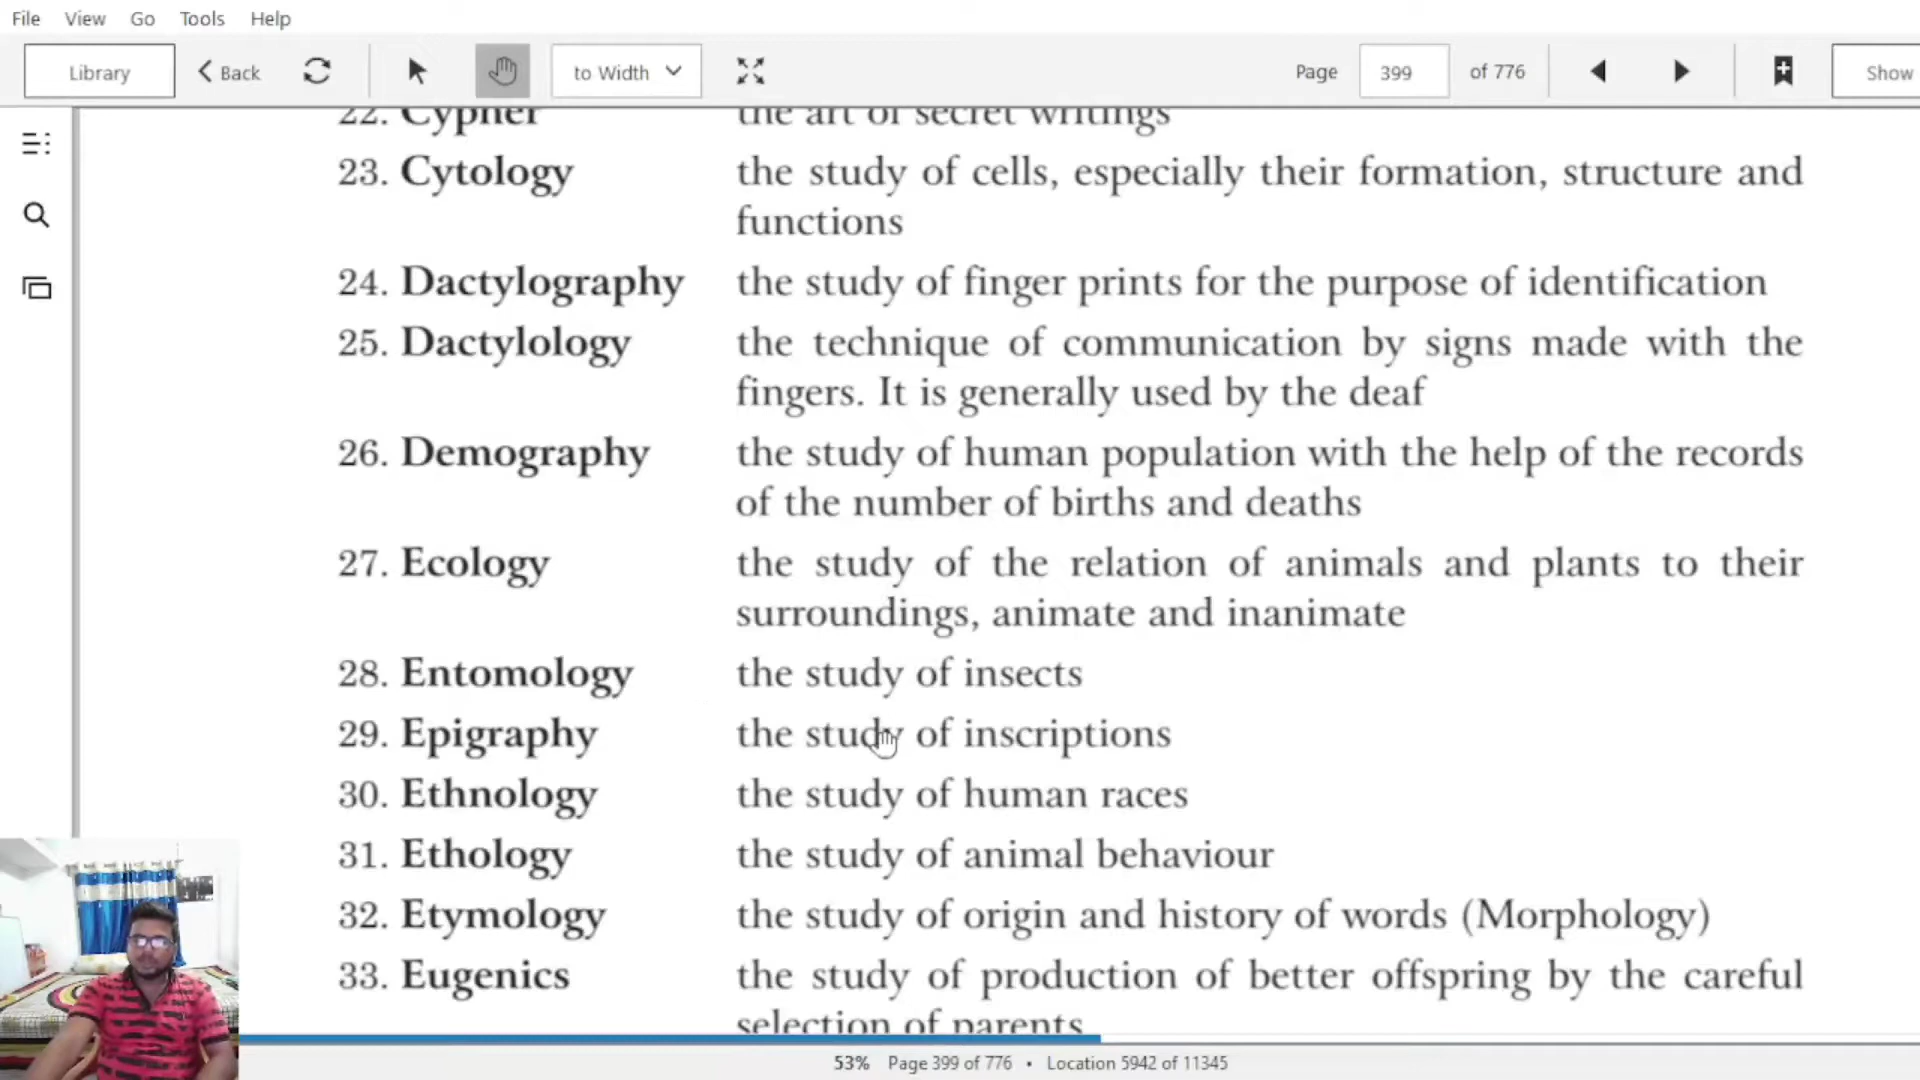 File View Go Tools Help
Library Back to Width Page 399 of 776 Show
22. Cypher the art of secret writings
23. Cytology the study of cells, especially their formation, structure and
functions
24. Dactylography the study of finger prints for the purpose of identification
25. Dactylology the technique of communication by signs made with the
fingers. It is generally used by the deaf
26. Demography the study of human population with the help of the records
of the number of births and deaths
27. Ecology the study of the relation of animals and plants to their
surroundings, animate and inanimate
28. Entomology the study of insects
29. Epigraphy the study of inscriptions
30. Ethnology the study of human races
31. Ethology the study of animal behaviour
32. Etymology the study of origin and history of words (Morphology)
33. Eugenics the study of production of better offspring by the careful
selection of parents
53% Page 399 of 776 • Location 5942 of 11345